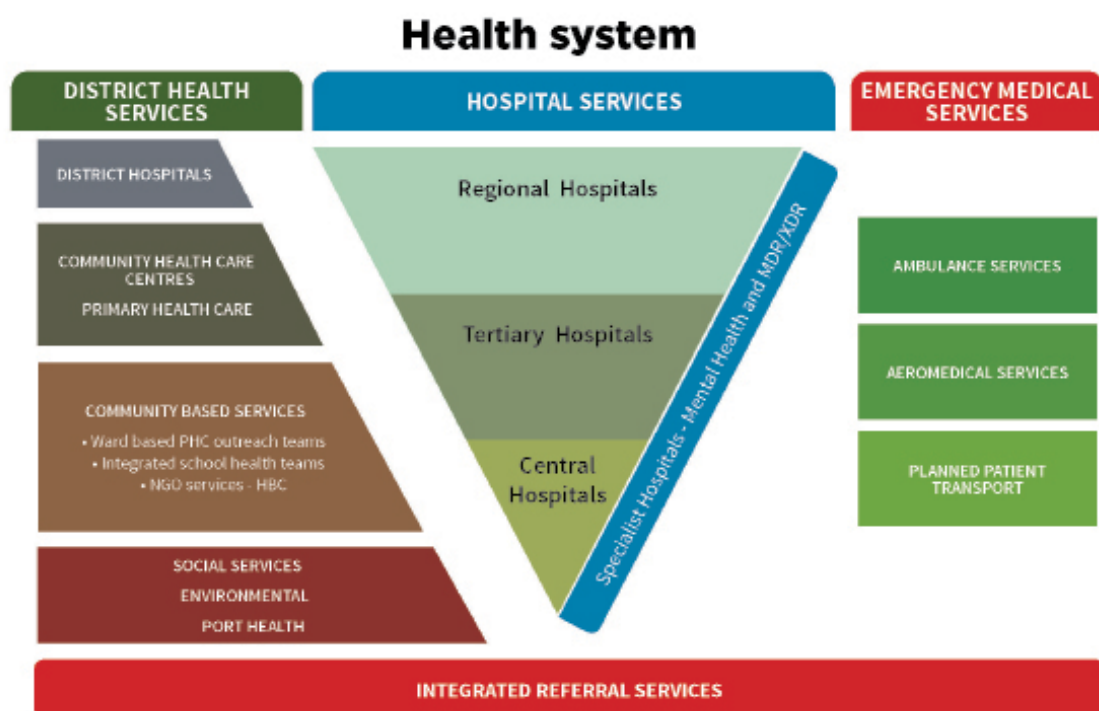 Health system
DISTRICT HEALTH
SERVICES
HOSPITAL SERVICES
EMERGENCY MEDICAL
SERVICES
DISTRICT HOSPITALS
COMMUNITY HEALTH CARE
CENTRES
PRIMARY HEALTH CARE
COMMUNITY BASED SERVICES
• Ward based PHC outreach teams
• Integrated school health teams
• NGO services - HBC
SOCIAL SERVICES
ENVIRONMENTAL
PORT HEALTH
Regional Hospitals
Tertiary Hospitals
Central
Hospitals
Specialist Hospitals - Mental Health and MDR/XDR
AMBULANCE SERVICES
AEROMEDICAL SERVICES
PLANNED PATIENT
TRANSPORT
INTEGRATED REFERRAL SERVICES